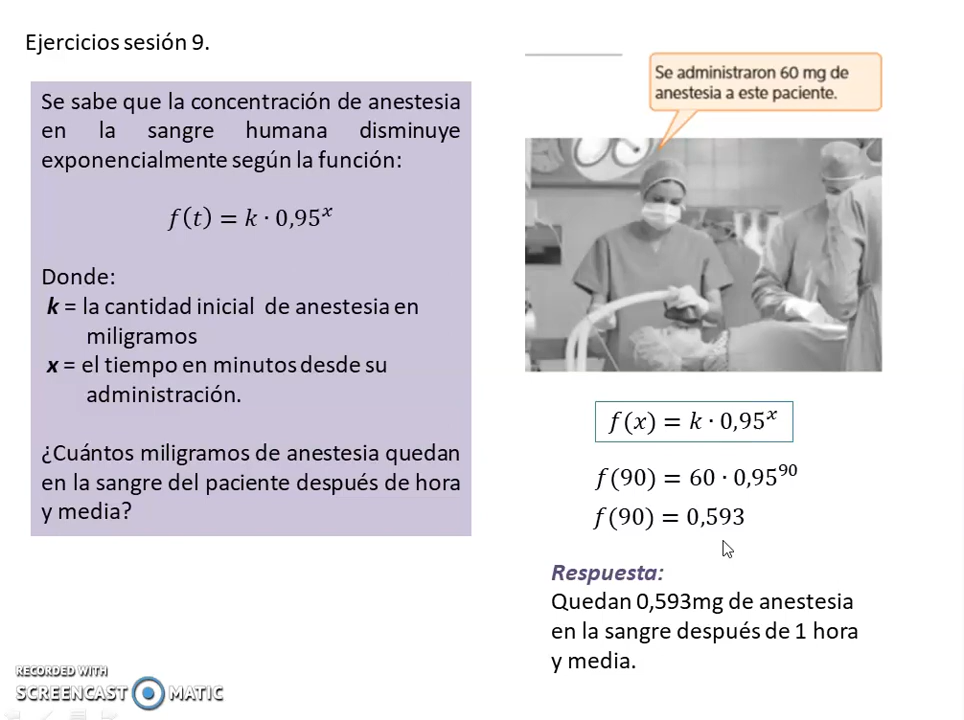 Ejercicios sesión 9.
Se sabe que la concentración de anestesia
en la sangre humana disminuye
exponencialmente según la función:
f(t) = k · 0,95^x
Donde:
k = la cantidad inicial de anestesia en
miligramos
x = el tiempo en minutos desde su
administración.
¿Cuántos miligramos de anestesia quedan
en la sangre del paciente después de hora
y media?
Se administraron 60 mg de
anestesia a este paciente.
f(x) = k · 0,95^x
f(90) = 60 · 0,95^90
f(90) = 0,593
Respuesta:
Quedan 0,593mg de anestesia
en la sangre después de 1 hora
y media.
RECORDED WITH
SCREENCAST MATIC